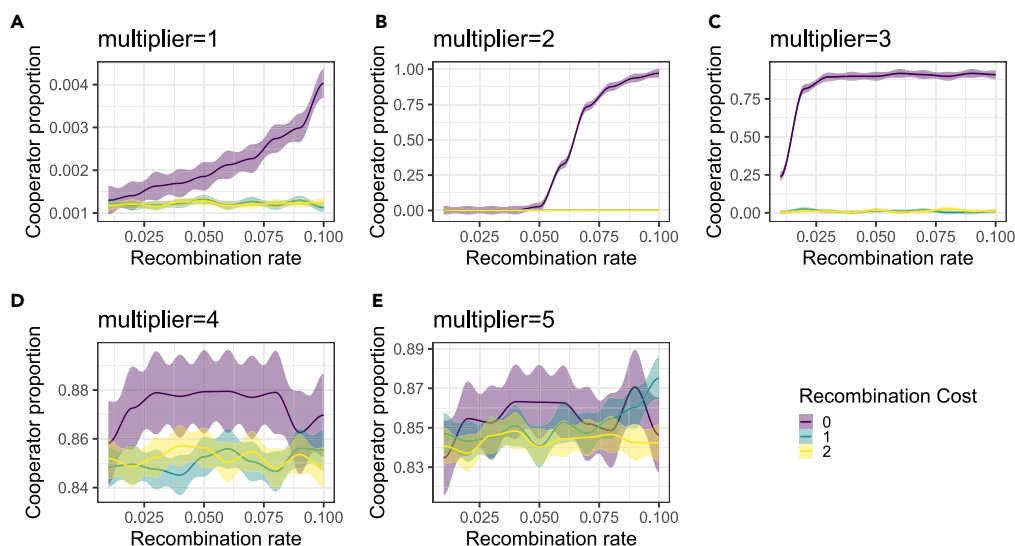 A
multiplier=1
Cooperator proportion
0.004
0.003
0.002
0.001
0.025
0.050
0.075
0.100
Recombination rate
B
multiplier=2
Cooperator proportion
1.00
0.75
0.50
0.25
0.00
0.025
0.050
0.075
0.100
Recombination rate
C
multiplier=3
Cooperator proportion
0.75
0.50
0.25
0.00
0.025
0.050
0.075
0.100
Recombination rate
D
multiplier=4
Cooperator proportion
0.88
0.86
0.84
0.025
0.050
0.075
0.100
Recombination rate
E
multiplier=5
Cooperator proportion
0.89
0.87
0.85
0.83
0.025
0.050
0.075
0.100
Recombination rate
Recombination Cost
0
1
2